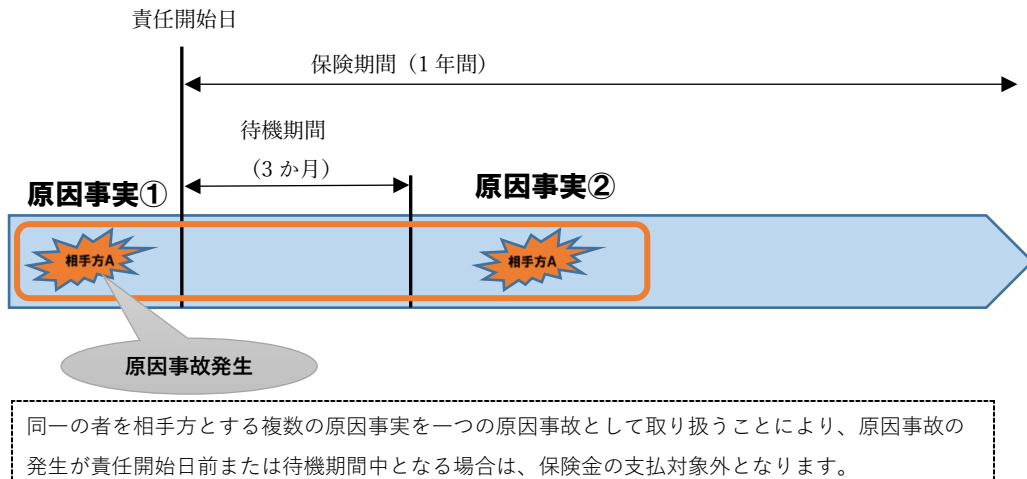 責任開始日
保険期間（1 年間）
待機期間
（3 か月）
原因事実①
原因事実②
相手方A
相手方A
原因事故発生
同一の者を相手方とする複数の原因事実を一つの原因事故として取り扱うことにより、原因事故の
発生が責任開始日前または待機期間中となる場合は、保険金の支払対象外となります。